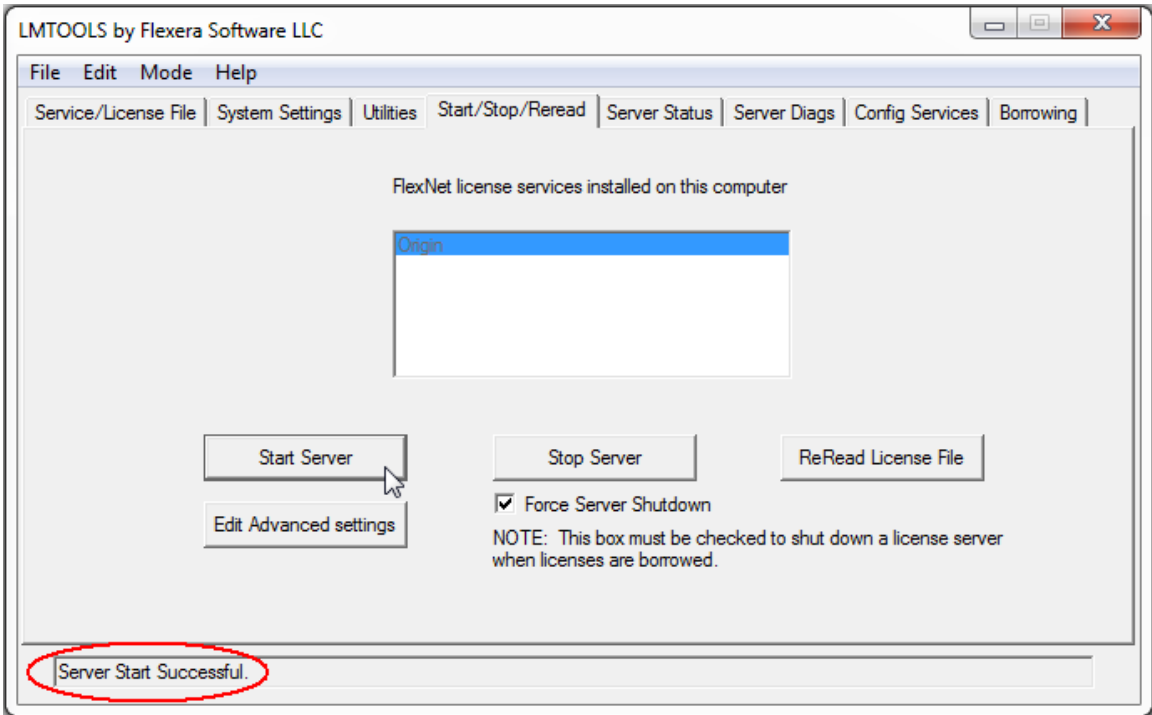 LMTOOLS by Flexera Software LLC
File Edit Mode Help
Service/License File System Settings Utilities Start/Stop/Reread Server Status Server Diags Config Services Borrowing
FlexNet license services installed on this computer
Origin
Start Server Stop Server ReRead License File
Force Server Shutdown
Edit Advanced settings
NOTE: This box must be checked to shut down a license server
when licenses are borrowed.
Server Start Successful.